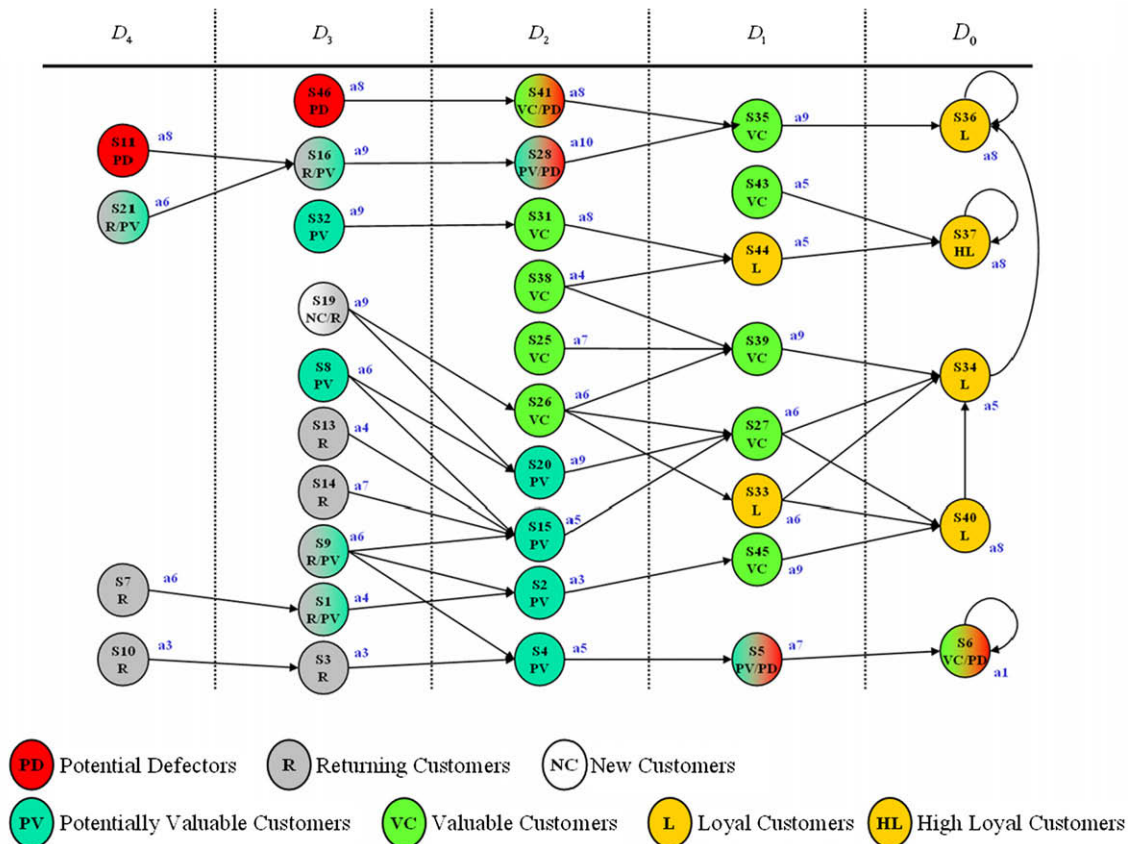 D4 D3 D2 D1 D0
S11
PD
a8
S21
R/PV
a6
S7
R
a6
S10
R
a3
S46
PD
a8
S16
R/PV
a9
S32
PV
a9
S19
NC/R
a9
S8
PV
a6
S13
R
a4
S14
R
a7
S9
R/PV
a6
S1
R/PV
a4
S3
R
a3
S41
VC/PD
a8
S28
PV/PD
a10
S31
VC
a8
S38
VC
a4
S25
VC
a7
S26
VC
a6
S20
PV
a9
S15
PV
a5
S2
PV
a3
S4
PV
a5
S35
VC
a9
S43
VC
a5
S44
L
a5
S39
VC
a9
S27
VC
a6
S33
L
a6
S45
VC
a9
S5
PV/PD
a7
S36
L
a8
S37
HL
a8
S34
L
a5
S40
L
a8
S6
VC/PD
a1
PD Potential Defectors R Returning Customers NC New Customers
PV Potentially Valuable Customers VC Valuable Customers L Loyal Customers HL High Loyal Customers